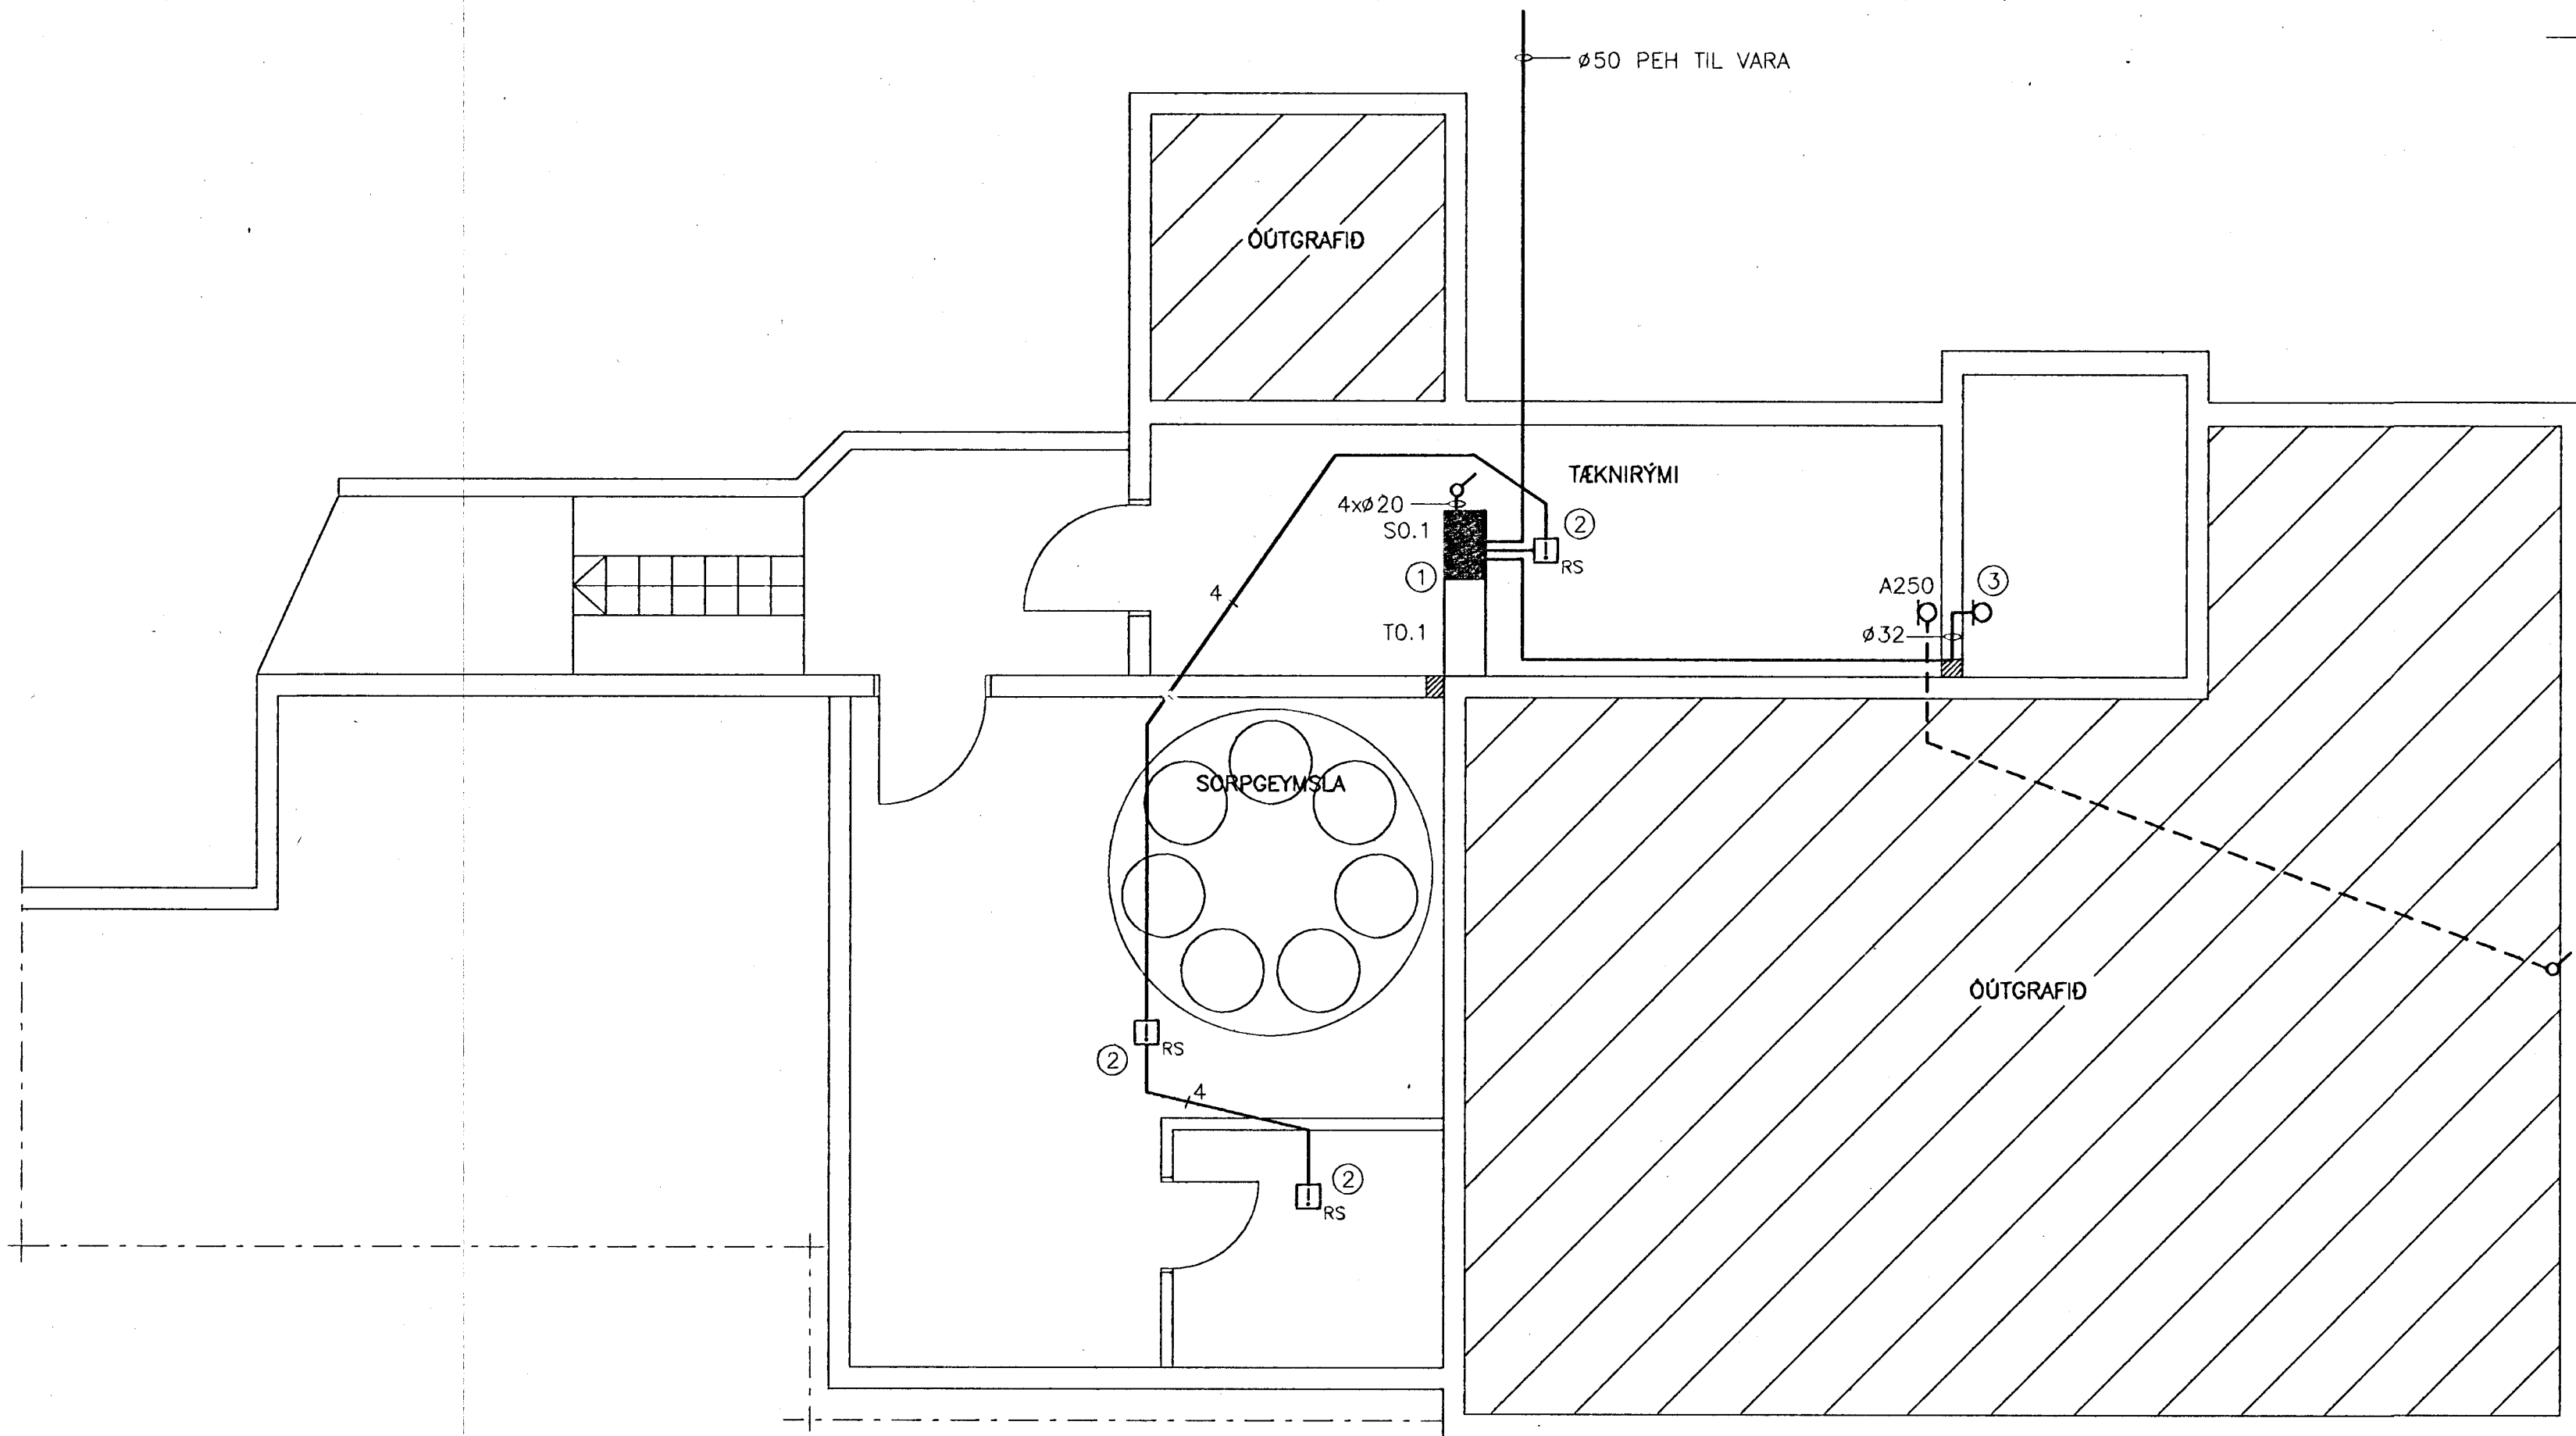 ø50 PEH TIL VARA
ÓÚTGRAFIÐ
TÆKNIRÝMI
4xø20
S0.1
2
RS
1
A250
3
4
T0.1
ø32
SORPGEYMSLA
ÓÚTGRAFIÐ
RS
2
4
2
RS